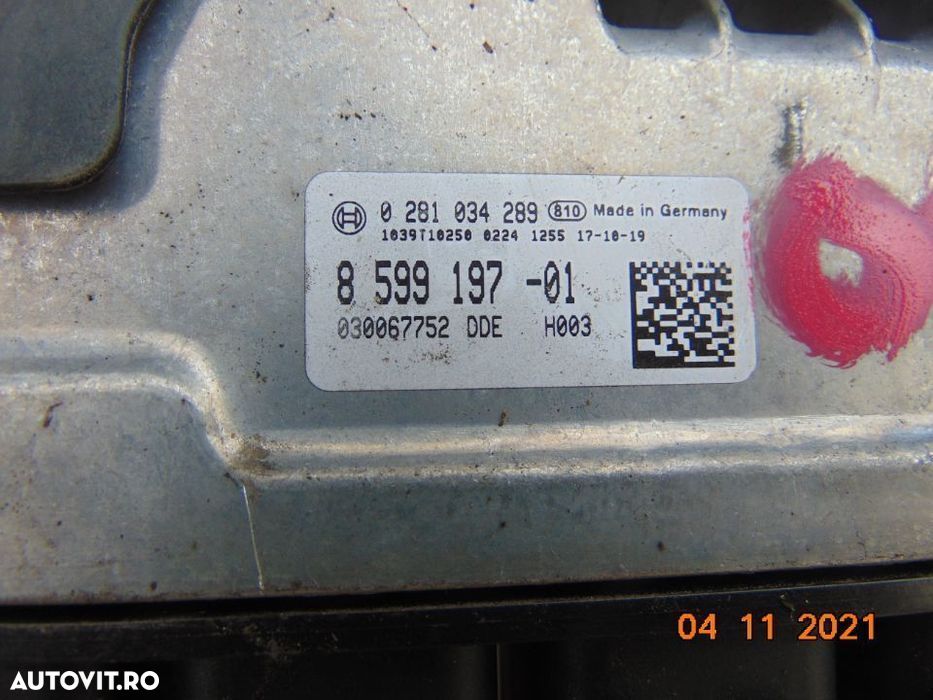 0 281 034 289 810 Made in Germany
1039T10250 0224 1255 17-10-19
8 599 197 -01
030067752 DDE H003
04 11 2021
AUTOVIT.RO